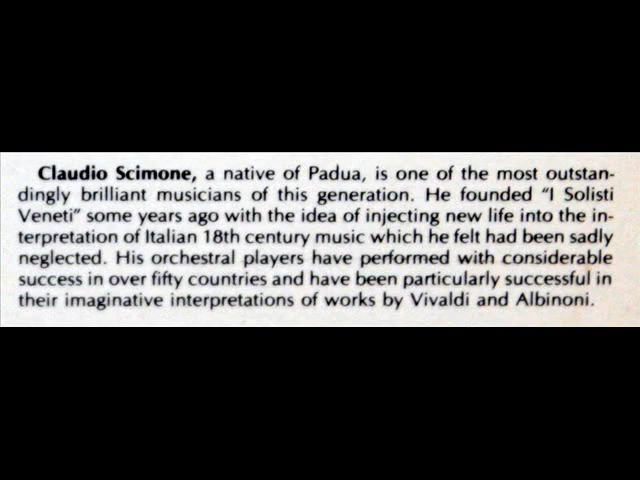 Claudio Scimone, a native of Padua, is one of the most outstan-
dingly brilliant musicians of this generation. He founded "I Solisti
Veneti" some years ago with the idea of injecting new life into the in-
terpretation of Italian 18th century music which he felt had been sadly
neglected. His orchestral players have performed with considerable
success in over fifty countries and have been particularly successful in
their imaginative interpretations of works by Vivaldi and Albinoni.